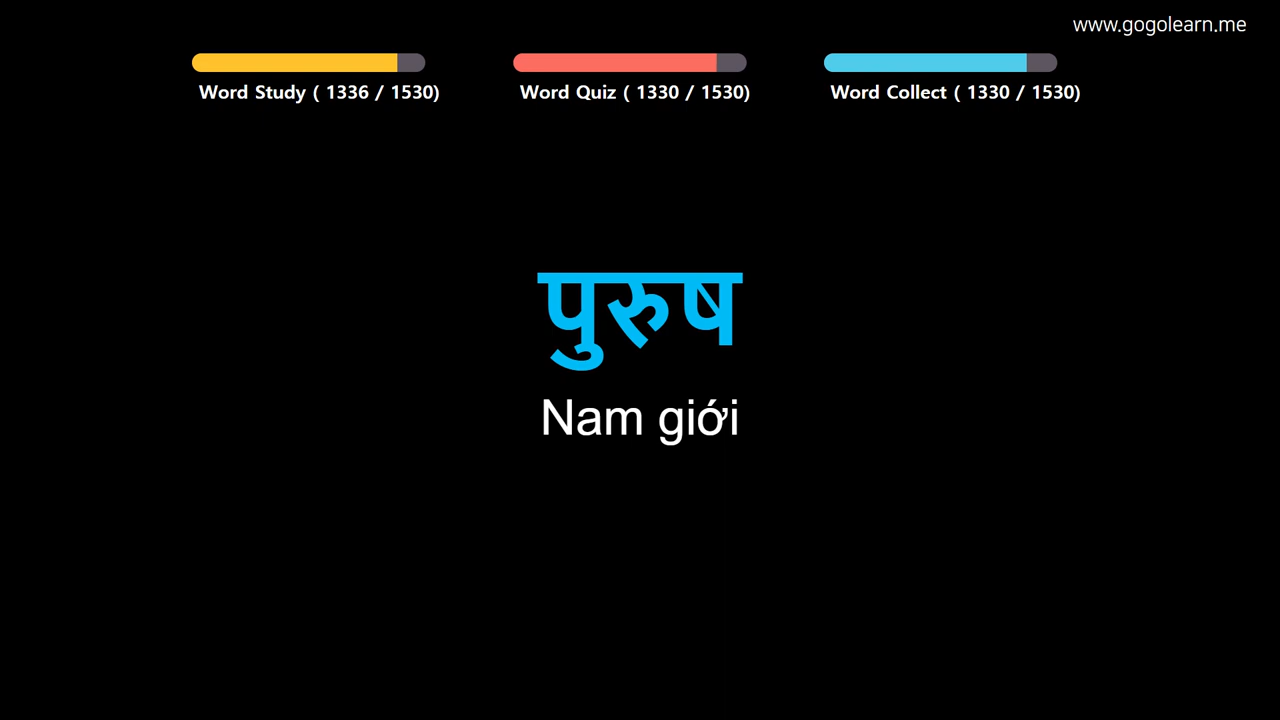 www.gogolearn.me
Word Study ( 1336 / 1530)
Word Quiz ( 1330 / 1530)
Word Collect ( 1330 / 1530)
पुरुष
Nam giới